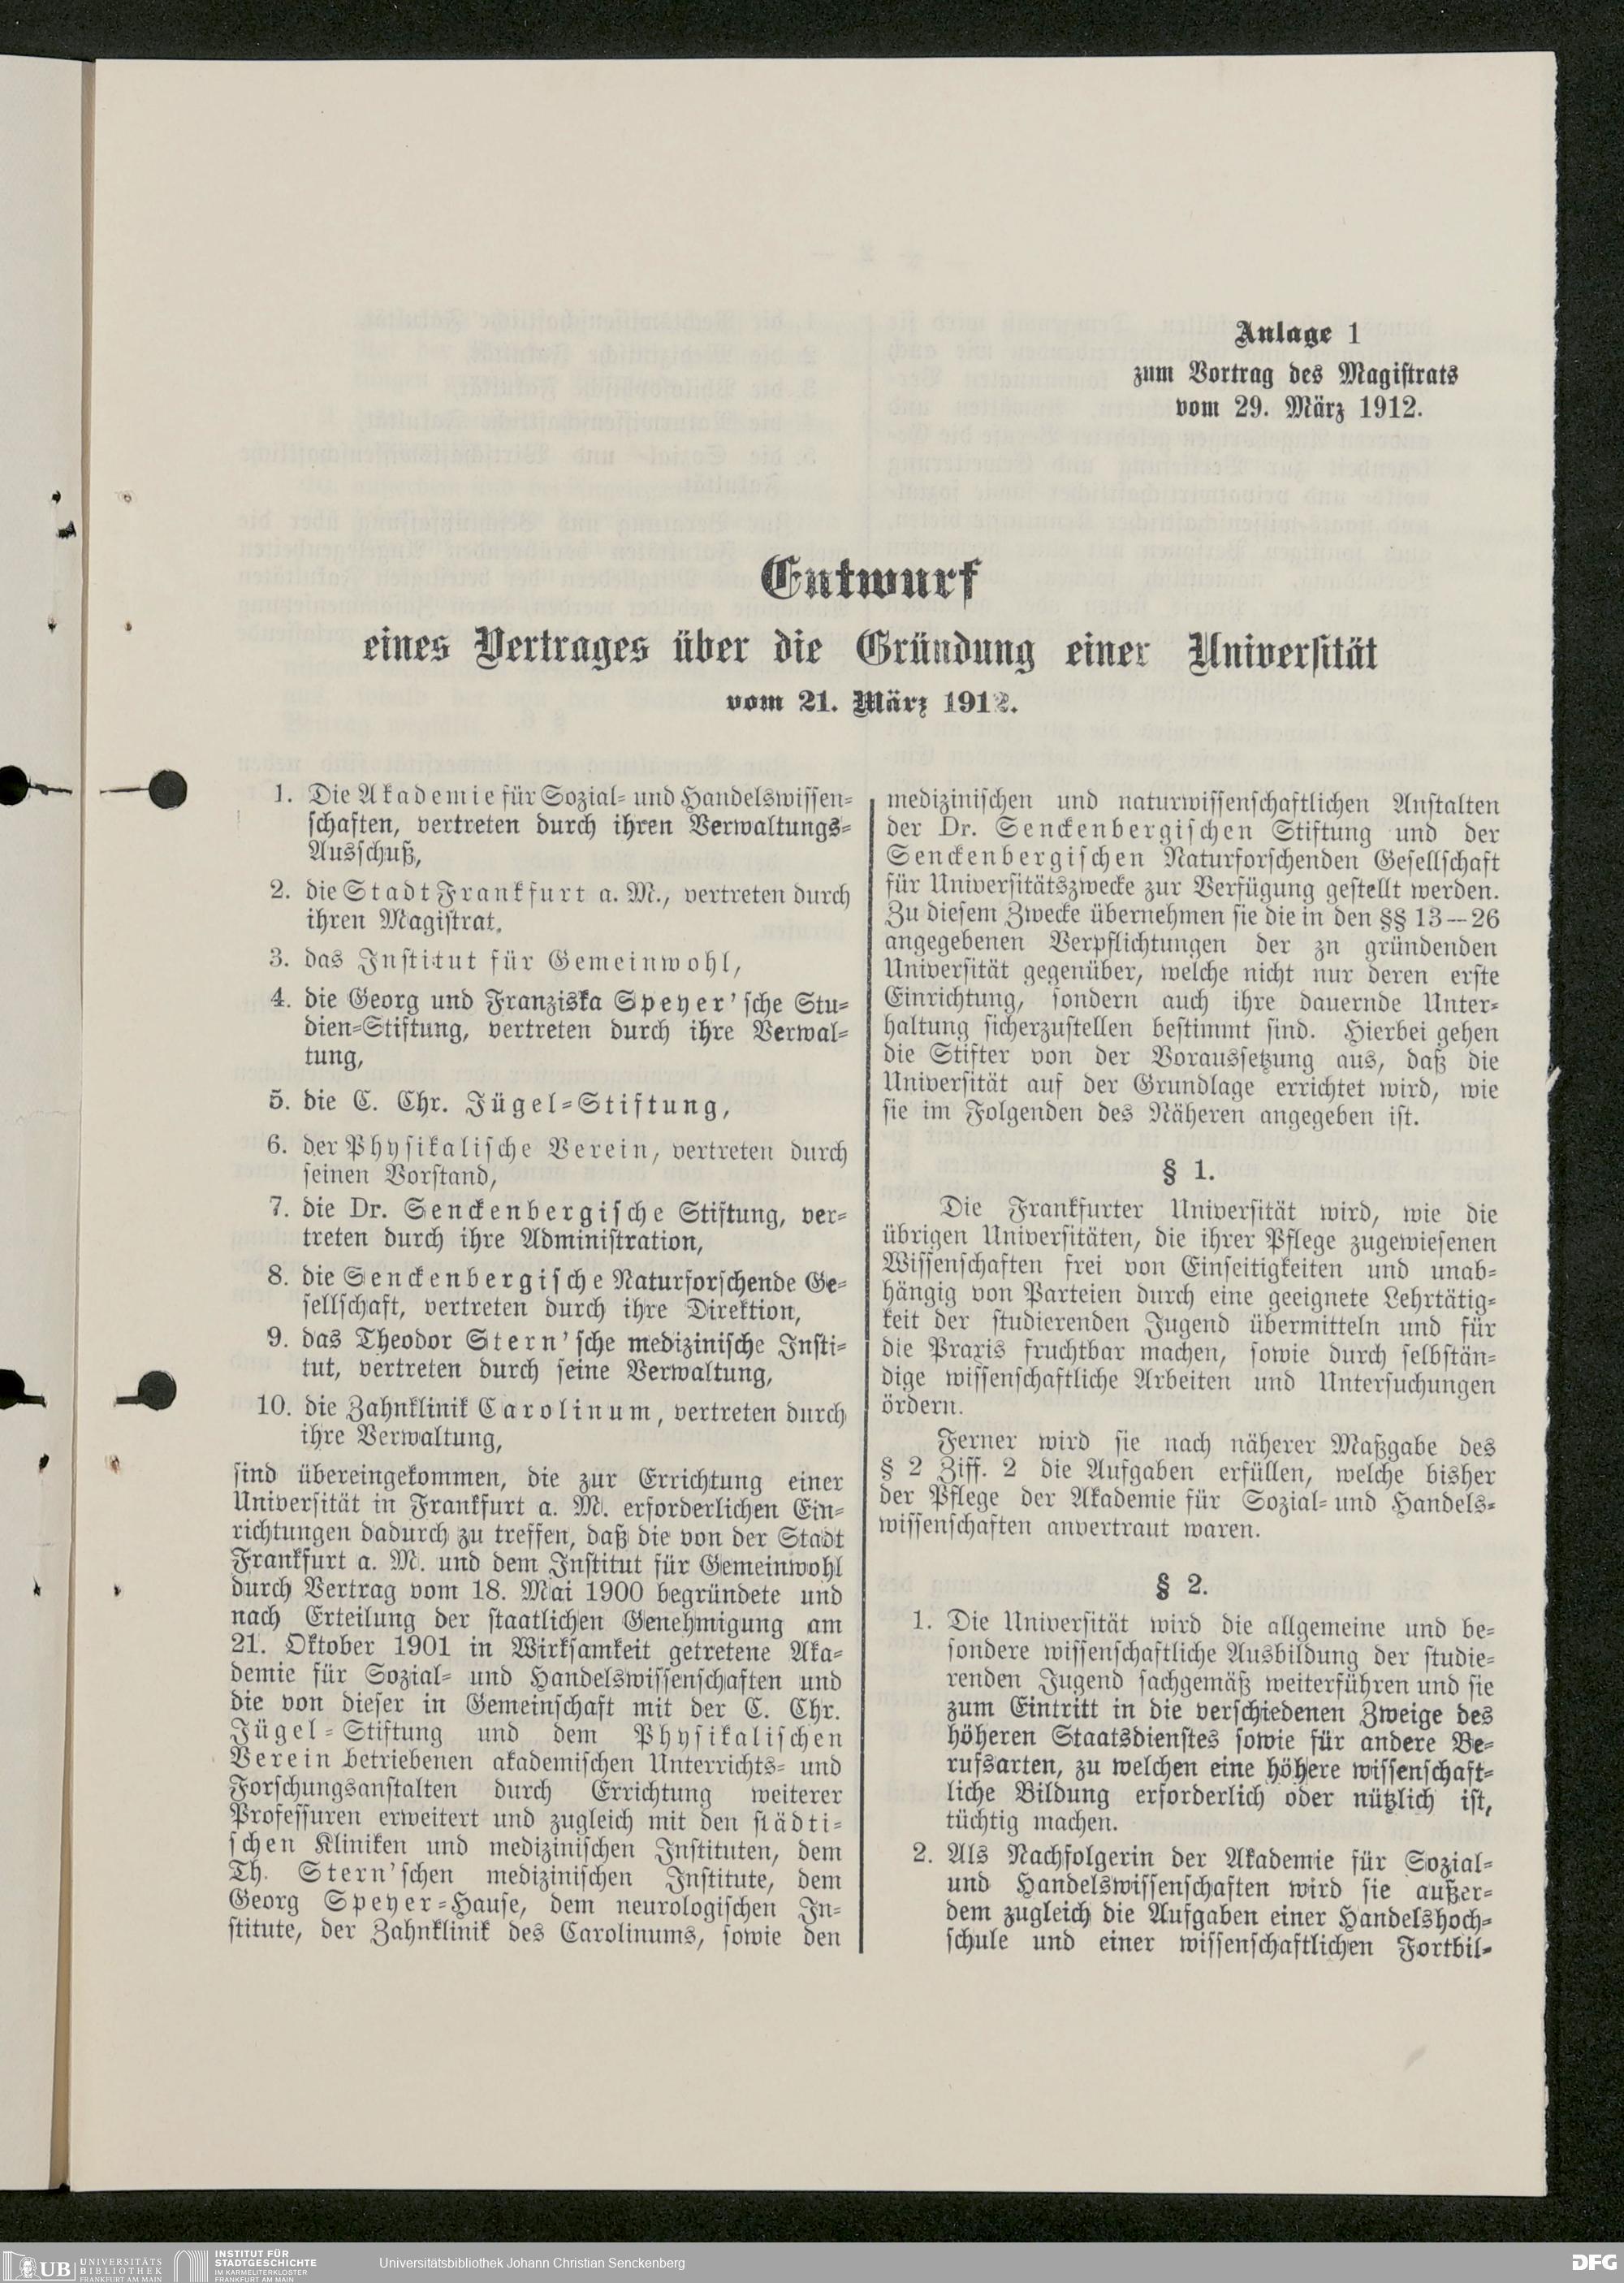 Anlage 1
zum Vortrag des Magistrats
vom 29. März 1912.
Entwurf
eines Vertrages über die Gründung einer Universität
vom 21. März 1912.
1. Die Akademie für Sozial- und Handelswissen-
schaften, vertreten durch ihren Verwaltungs-
Ausschuß,
2. die Stadt Frankfurt a. M., vertreten durch
ihren Magistrat,
3. das Institut für Gemeinwohl,
4. die Georg und Franziska Speyer'sche Stu-
dien-Stiftung, vertreten durch ihre Verwal-
tung,
5. die C. Chr. Jügel-Stiftung,
6. der Physikalische Verein, vertreten durch
seinen Vorstand,
7. die Dr. Senckenbergische Stiftung, ver-
treten durch ihre Administration,
8. die Senckenbergische Naturforschende Ge-
sellschaft, vertreten durch ihre Direktion,
9. das Theodor Stern'sche medizinische Insti-
tut, vertreten durch seine Verwaltung,
10. die Zahnklinik Carolinum, vertreten durch
ihre Verwaltung,
sind übereingekommen, die zur Errichtung einer
Universität in Frankfurt a. M. erforderlichen Ein-
richtungen dadurch zu treffen, daß die von der Stadt
Frankfurt a. M. und dem Institut für Gemeinwohl
durch Vertrag vom 18. Mai 1900 begründete und
nach Erteilung der staatlichen Genehmigung am
21. Oktober 1901 in Wirksamkeit getretene Aka-
demie für Sozial- und Handelswissenschaften und
die von dieser in Gemeinschaft mit der C. Chr.
Jügel-Stiftung und dem Physikalischen
Verein betriebenen akademischen Unterrichts- und
Forschungsanstalten durch Errichtung weiterer
Professuren erweitert und zugleich mit den städti-
schen Kliniken und medizinischen Instituten, dem
Th. Stern'schen medizinischen Institute, dem
Georg Speyer-Hause, dem neurologischen In-
stitute, der Zahnklinik des Carolinums, sowie den
medizinischen und naturwissenschaftlichen Anstalten
der Dr. Senckenbergischen Stiftung und der
Senckenbergischen Naturforschenden Gesellschaft
für Universitätszwecke zur Verfügung gestellt werden.
Zu diesem Zwecke übernehmen sie die in den §§ 13—26
angegebenen Verpflichtungen der zu gründenden
Universität gegenüber, welche nicht nur deren erste
Einrichtung, sondern auch ihre dauernde Unter-
haltung sicherzustellen bestimmt sind. Hierbei gehen
die Stifter von der Voraussetzung aus, daß die
Universität auf der Grundlage errichtet wird, wie
sie im Folgenden des Näheren angegeben ist.
§ 1.
Die Frankfurter Universität wird, wie die
übrigen Universitäten, die ihrer Pflege zugewiesenen
Wissenschaften frei von Einseitigkeiten und unab-
hängig von Parteien durch eine geeignete Lehrtätig-
keit der studierenden Jugend übermitteln und für
die Praxis fruchtbar machen, sowie durch selbstän-
dige wissenschaftliche Arbeiten und Untersuchungen
ördern.
Ferner wird sie nach näherer Maßgabe des
§ 2 Ziff. 2 die Aufgaben erfüllen, welche bisher
der Pflege der Akademie für Sozial- und Handels-
wissenschaften anvertraut waren.
§ 2.
1. Die Universität wird die allgemeine und be-
sondere wissenschaftliche Ausbildung der studie-
renden Jugend sachgemäß weiterführen und sie
zum Eintritt in die verschiedenen Zweige des
höheren Staatsdienstes sowie für andere Be-
rufsarten, zu welchen eine höhere wissenschaft-
liche Bildung erforderlich oder nützlich ist,
tüchtig machen.
2. Als Nachfolgerin der Akademie für Sozial-
und Handelswissenschaften wird sie außer-
dem zugleich die Aufgaben einer Handelshoch-
schule und einer wissenschaftlichen Fortbil-
UB UNIVERSITÄTS
BIBLIOTHEK
FRANKFURT AM MAIN
INSTITUT FÜR
STADTGESCHICHTE
IM KARMELITERKLOSTER
FRANKFURT AM MAIN
Universitätsbibliothek Johann Christian Senckenberg
DFG